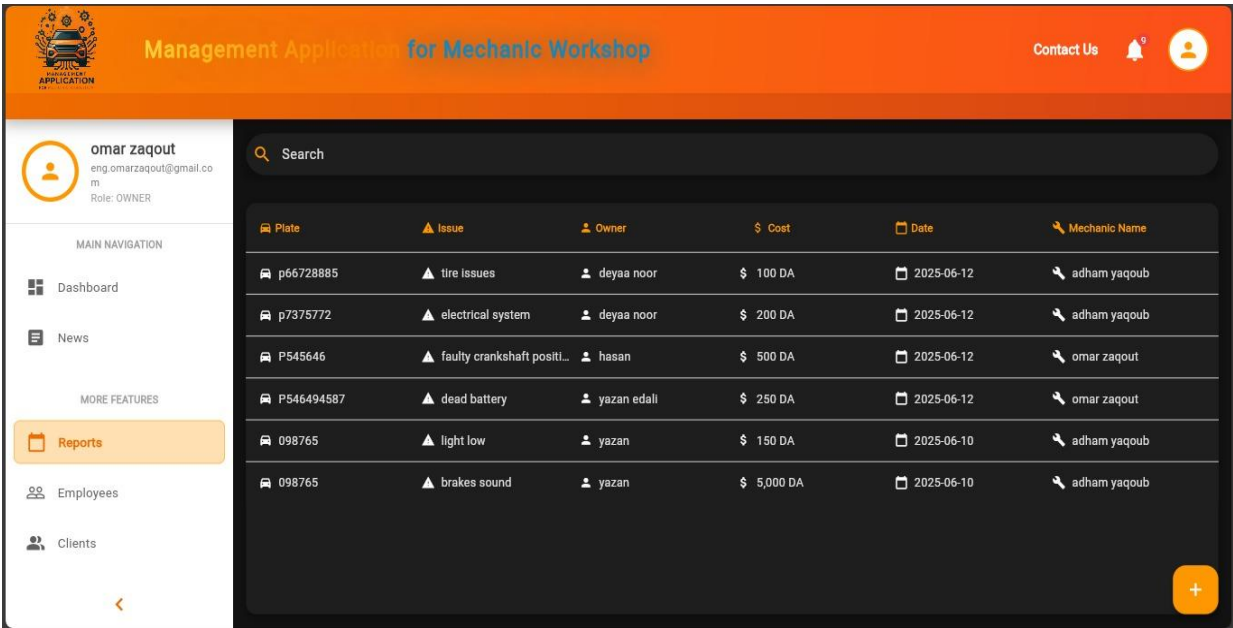 MANAGEMENT
APPLICATION
Management Application for Mechanic Workshop
Contact Us
9
omar zaqout
eng.omarzaqout@gmail.co
m
Role: OWNER
MAIN NAVIGATION
Dashboard
News
MORE FEATURES
Reports
Employees
Clients
Search
Plate Issue Owner $ Cost Date Mechanic Name
p66728885 tire issues deyaa noor $ 100 DA 2025-06-12 adham yaqoub
p7375772 electrical system deyaa noor $ 200 DA 2025-06-12 adham yaqoub
P545646 faulty crankshaft positi... hasan $ 500 DA 2025-06-12 omar zaqout
P546494587 dead battery yazan edali $ 250 DA 2025-06-12 omar zaqout
098765 light low yazan $ 150 DA 2025-06-10 adham yaqoub
098765 brakes sound yazan $ 5,000 DA 2025-06-10 adham yaqoub
+